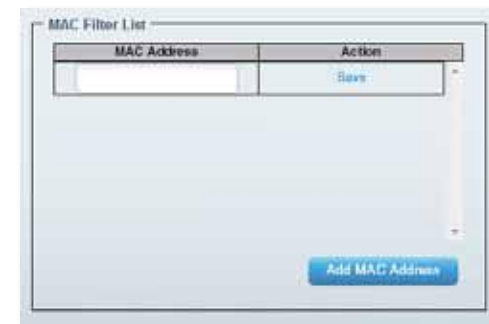 MAC Filter List
MAC Address Action
Save
Add MAC Address